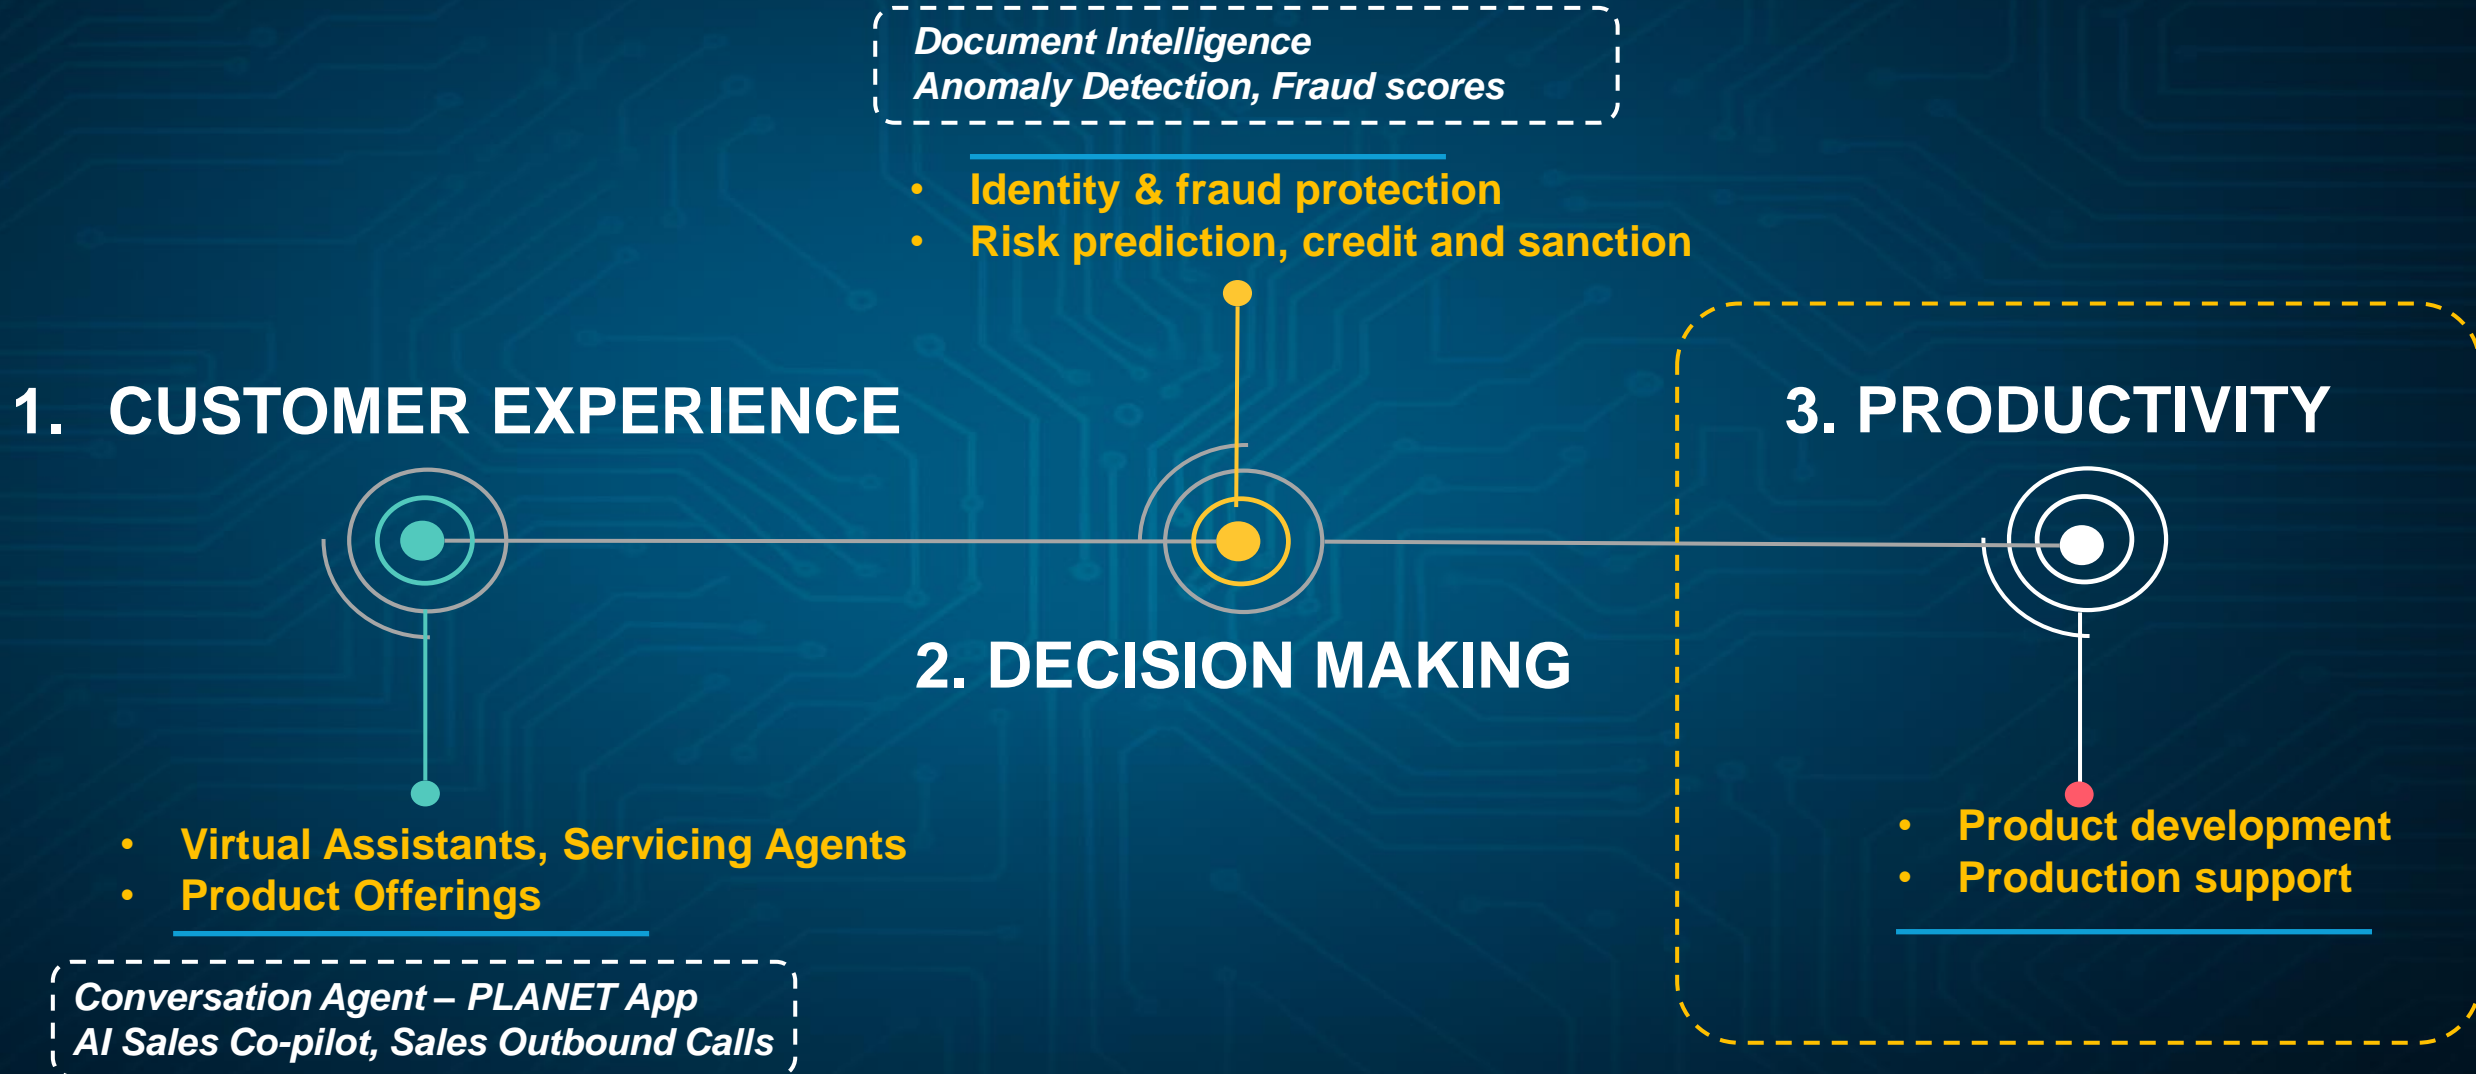 Document Intelligence
Anomaly Detection, Fraud scores
• Identity & fraud protection
• Risk prediction, credit and sanction
1. CUSTOMER EXPERIENCE
3. PRODUCTIVITY
2. DECISION MAKING
• Virtual Assistants, Servicing Agents
• Product Offerings
Conversation Agent – PLANET App
AI Sales Co-pilot, Sales Outbound Calls
• Product development
• Production support